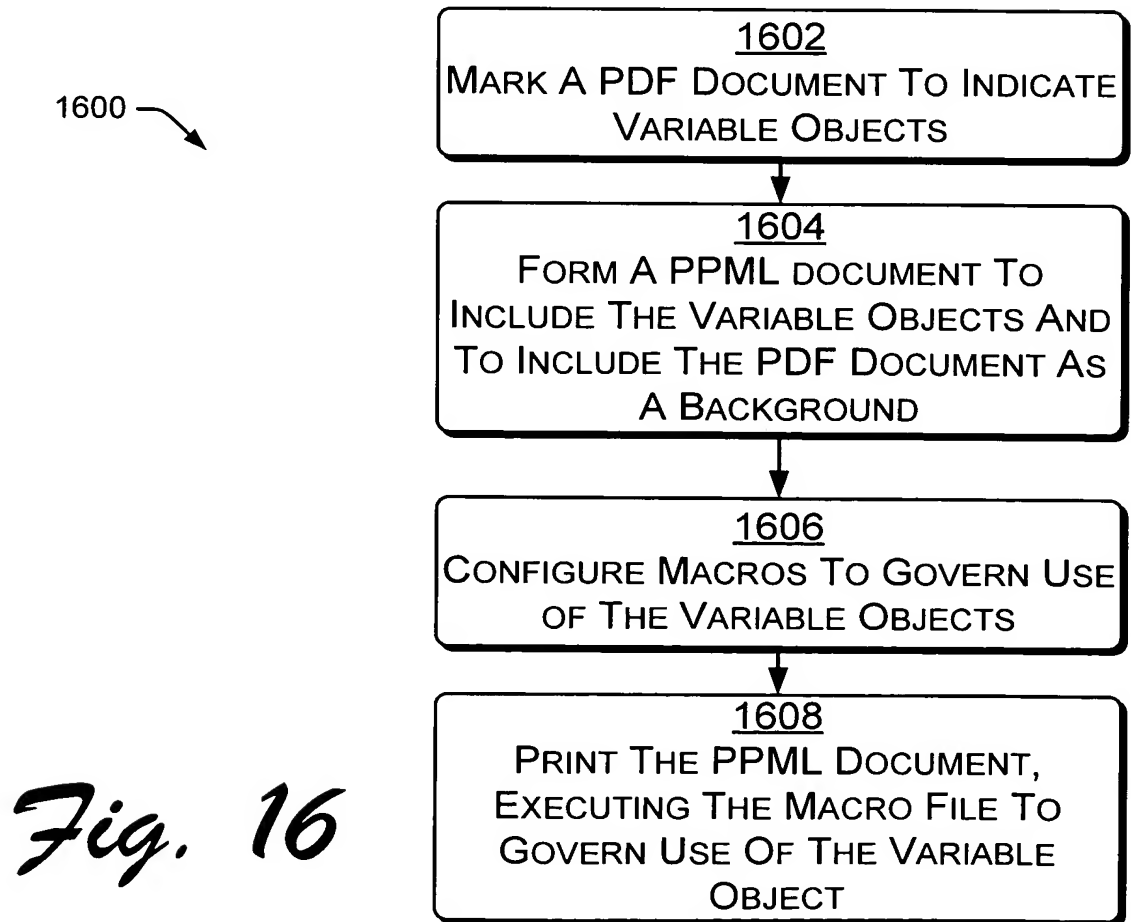 1600
1602
MARK A PDF DOCUMENT TO INDICATE
VARIABLE OBJECTS
1604
FORM A PPML DOCUMENT TO
INCLUDE THE VARIABLE OBJECTS AND
TO INCLUDE THE PDF DOCUMENT AS
A BACKGROUND
1606
CONFIGURE MACROS TO GOVERN USE
OF THE VARIABLE OBJECTS
1608
PRINT THE PPML DOCUMENT,
EXECUTING THE MACRO FILE TO
GOVERN USE OF THE VARIABLE
OBJECT
Fig. 16